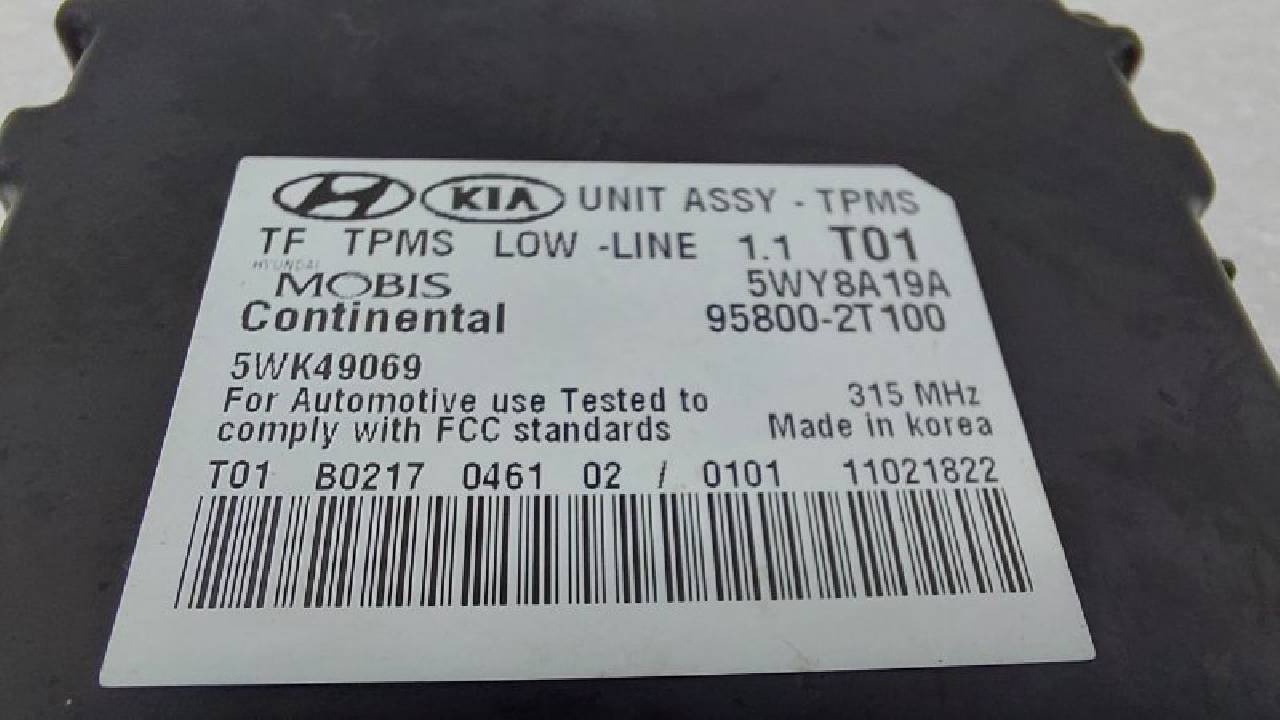 KIA UNIT ASSY - TPMS
TF TPMS LOW -LINE 1.1 T01
HYUNDAI
MOBIS 5WY8A19A
Continental 95800-2T100
5WK49069
For Automotive use Tested to 315 MHz
comply with FCC standards Made in korea
T01 B0217 0461 02 / 0101 11021822